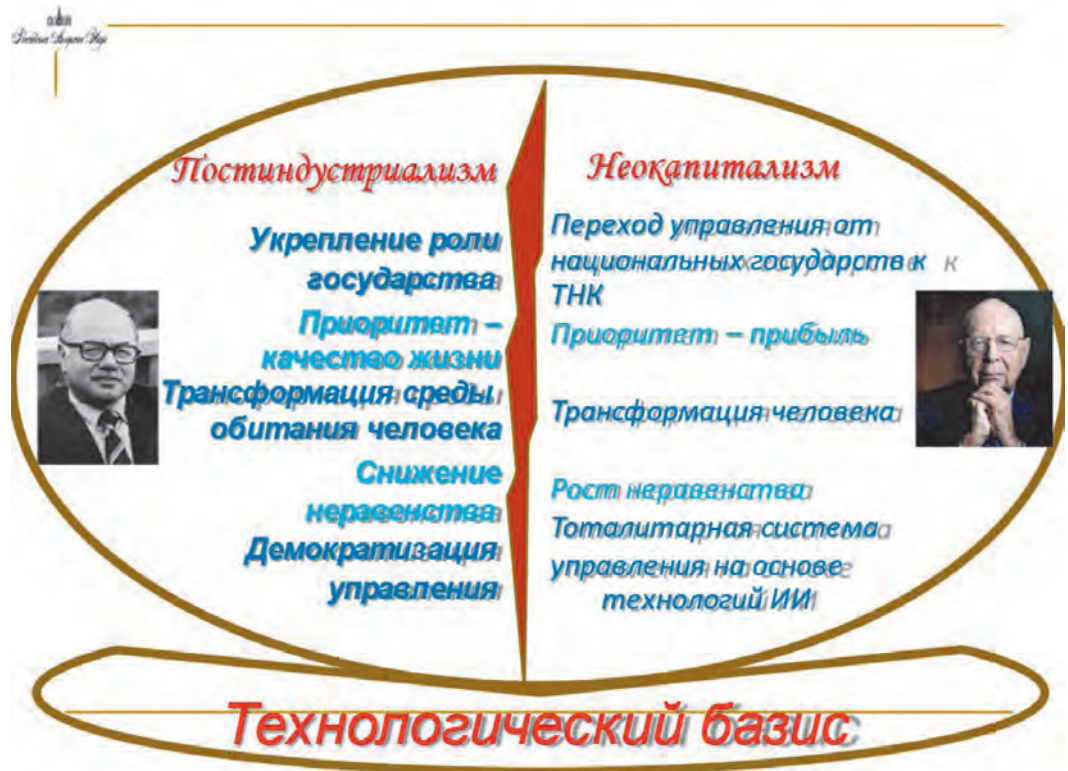 Постиндустриализм
Укрепление роли
государства
Приоритет –
качество жизни
Трансформация среды
обитания человека
Снижение
неравенства
Демократизация
управления
Неокапитализм
Переход управления от
национальных государств к
ТНК
Приоритет – прибыль
Трансформация человека
Рост неравенства
Тоталитарная система
управления на основе
технологий ИИ
Технологический базис